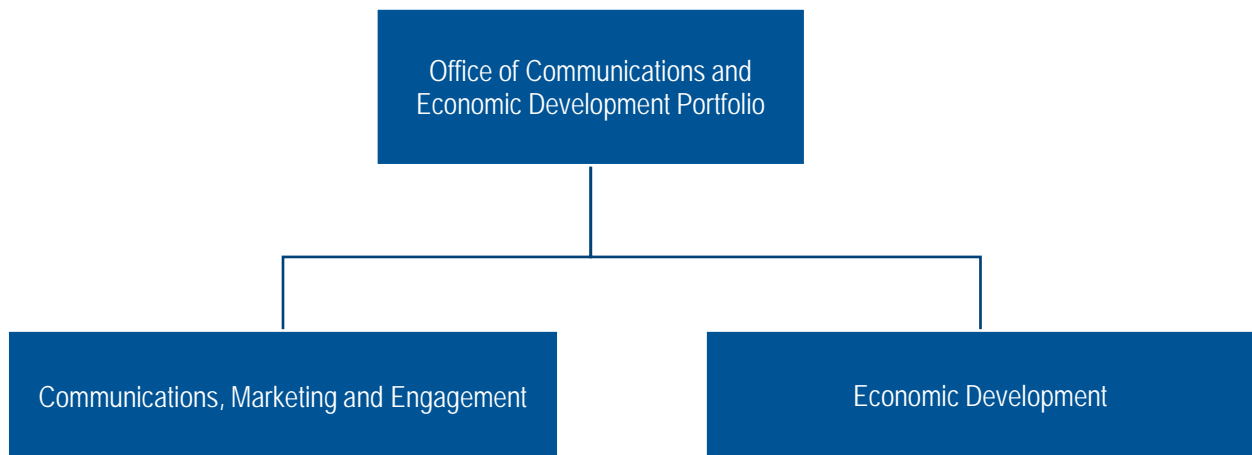 Office of Communications and
Economic Development Portfolio
Communications, Marketing and Engagement
Economic Development